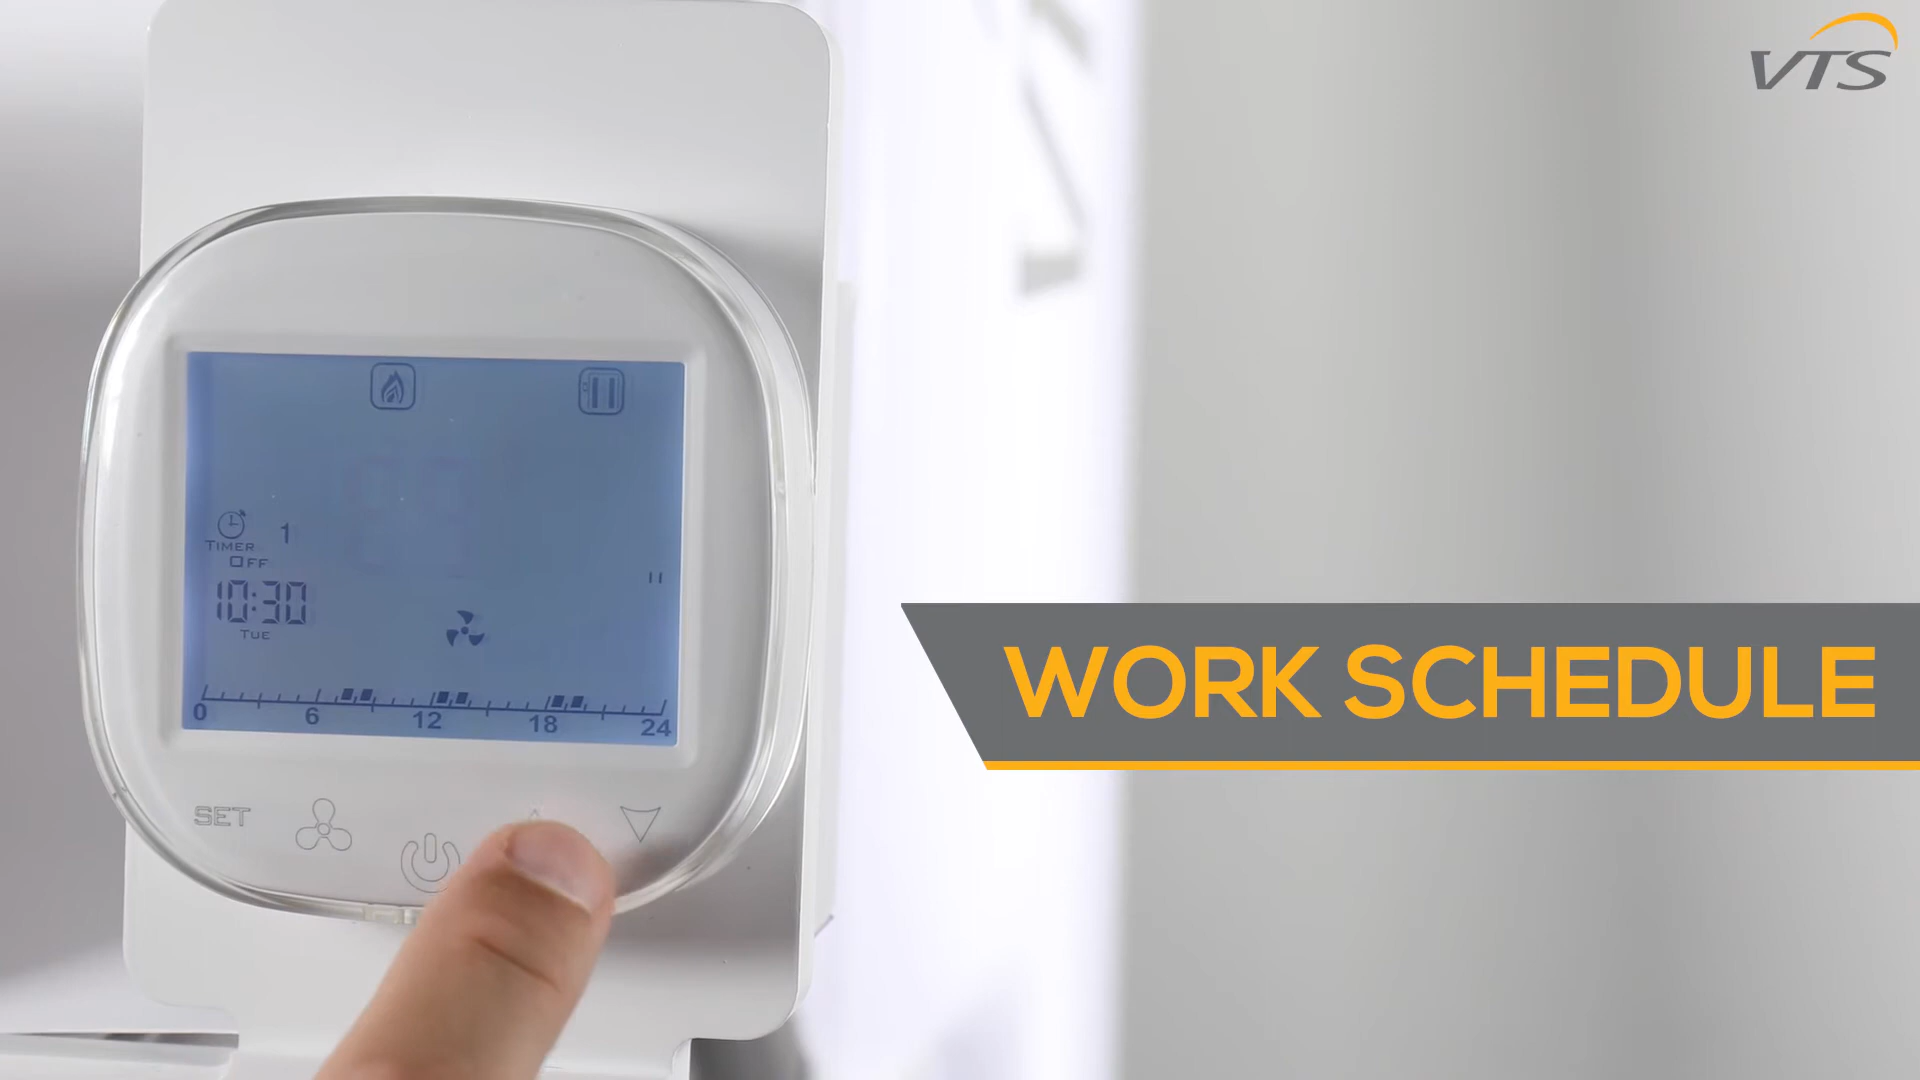 VTS
TIMER 1
OFF
10:30
TUE
0 6 12 18 24
SET
WORK SCHEDULE